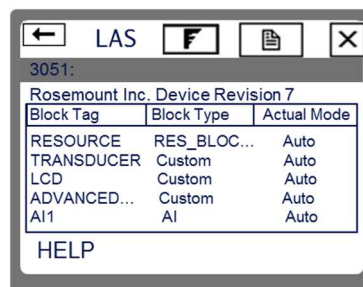 LAS
3051:
Rosemount Inc. Device Revision 7
Block Tag Block Type Actual Mode
RESOURCE RES_BLOC... Auto
TRANSDUCER Custom Auto
LCD Custom Auto
ADVANCED... Custom Auto
AI1 AI Auto
HELP